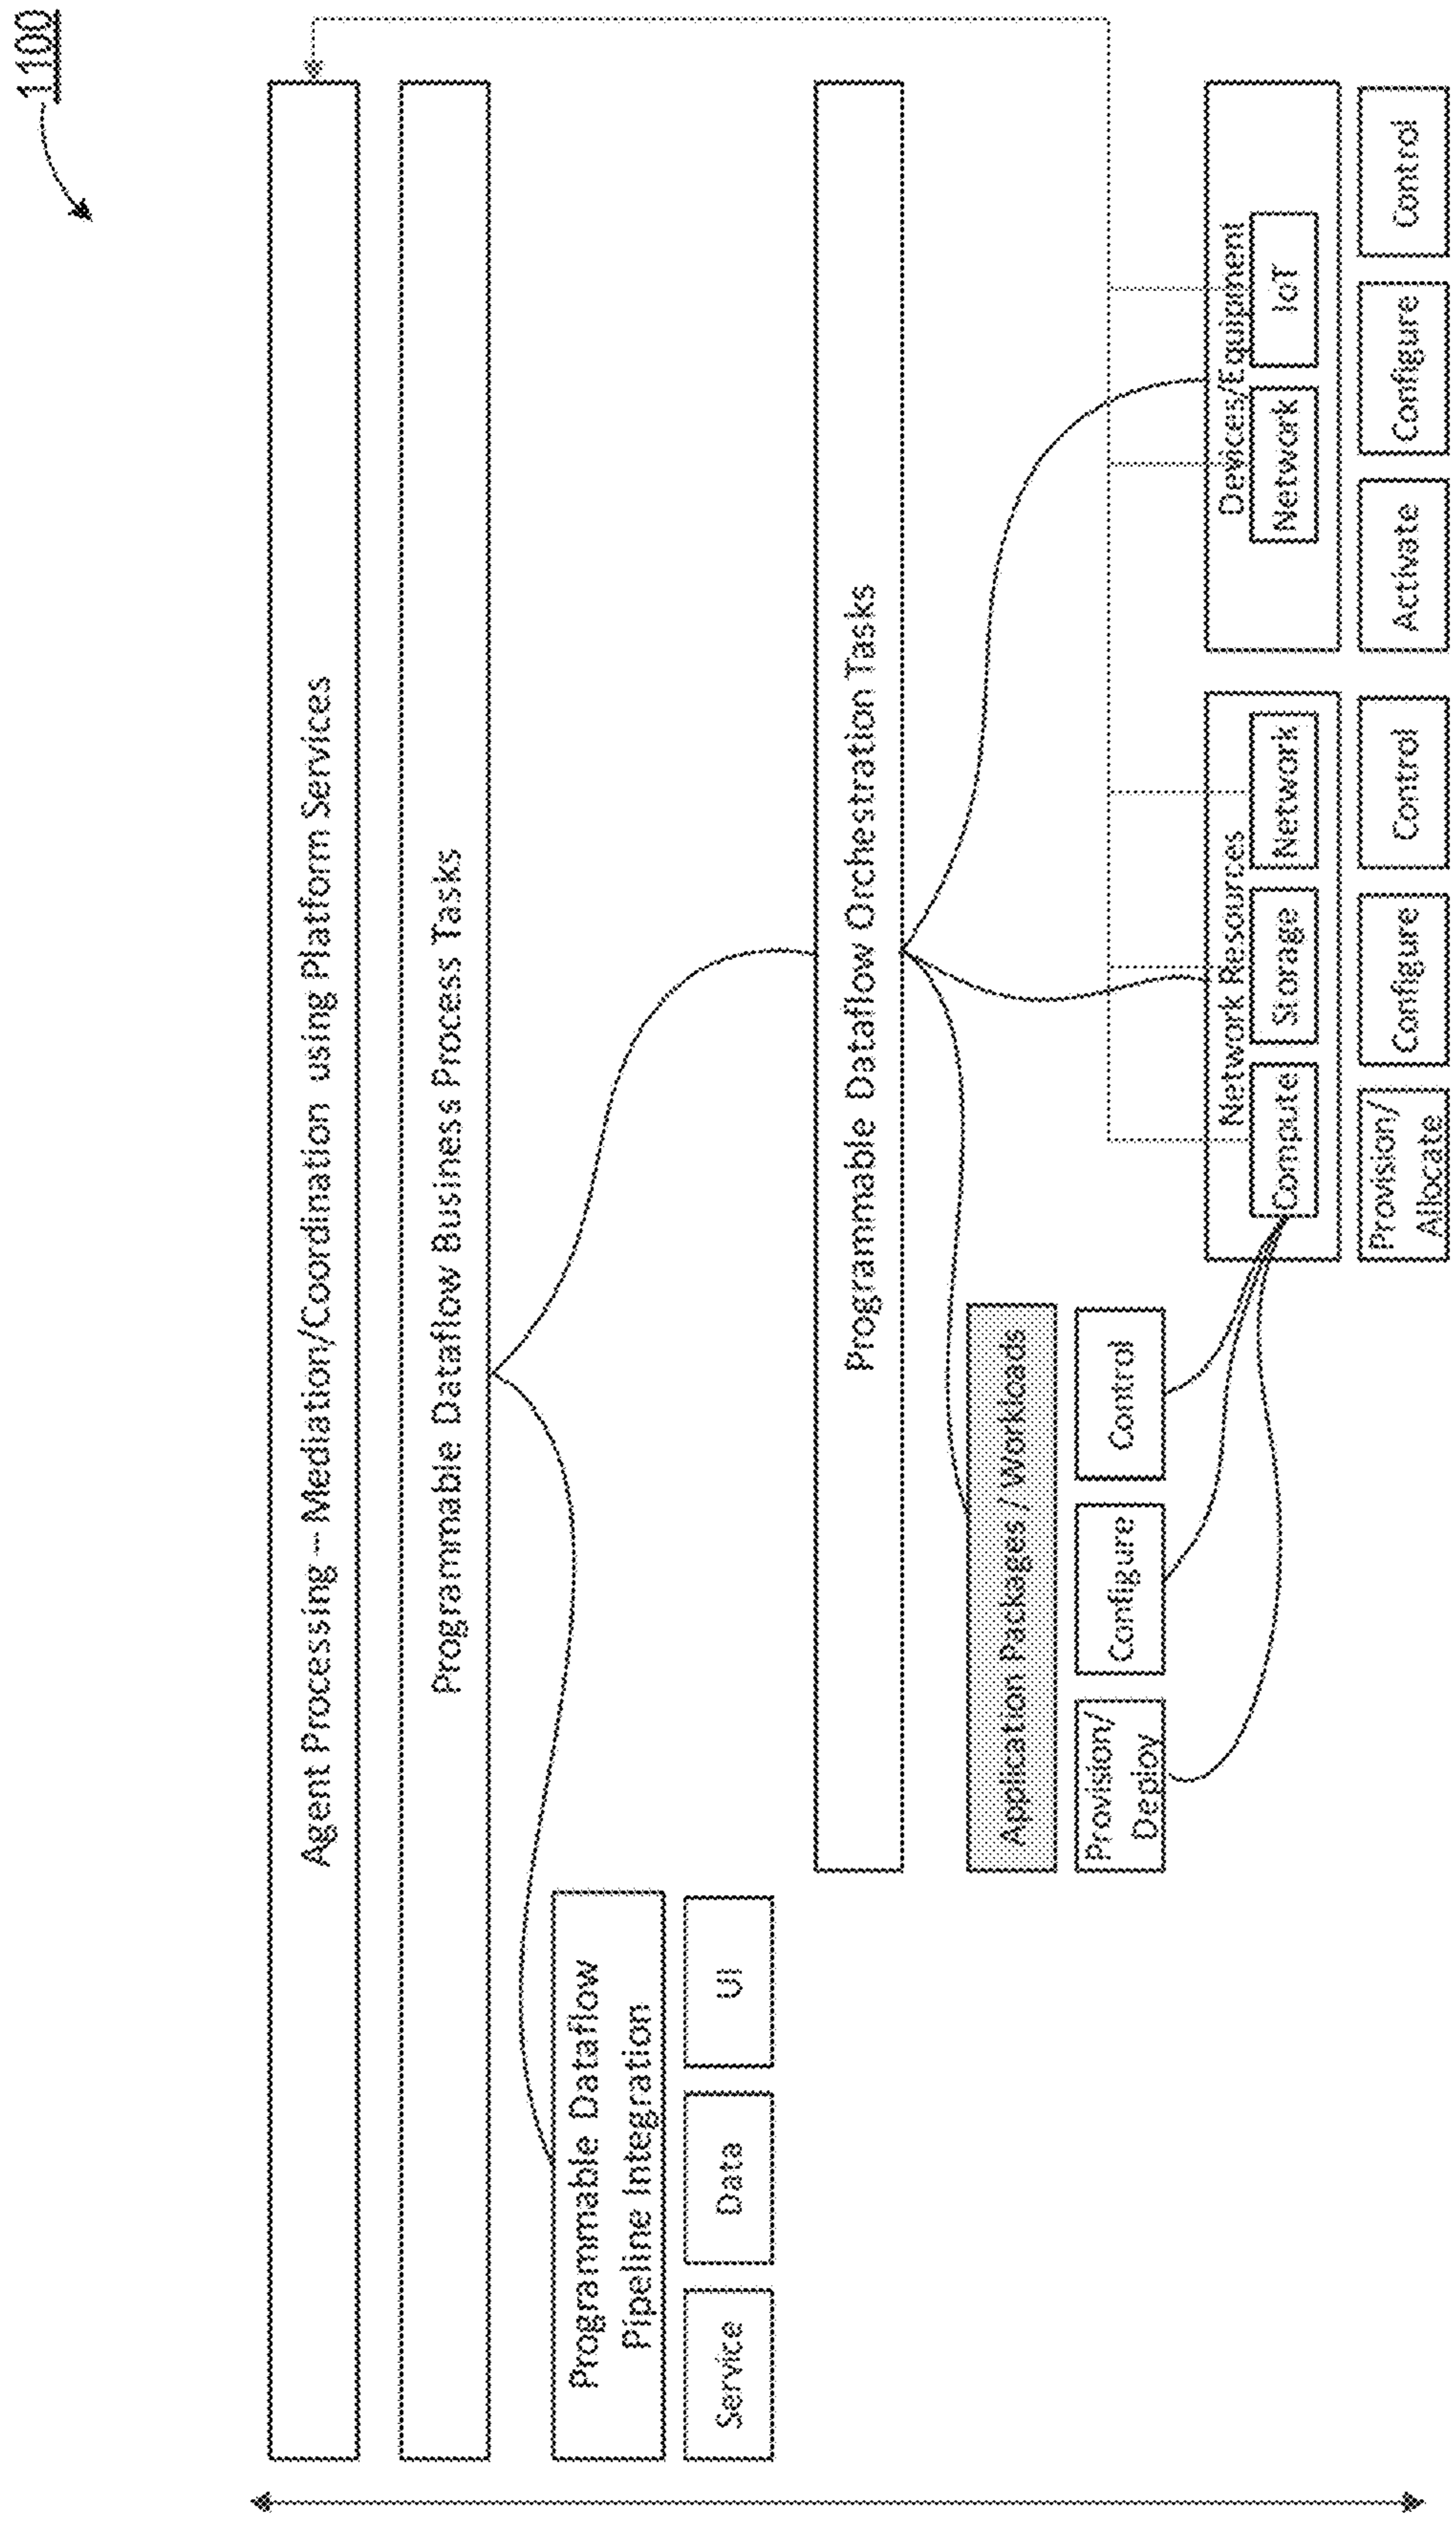 1100
Agent Processing -- Mediation/Coordination using Platform Services
Programmable Dataflow Business Process Tasks
Programmable Dataflow
Pipeline Integration
Service
Data
UI
Programmable Dataflow Orchestration Tasks
Application Packages / Workloads
Provision/
Deploy
Configure
Control
Network Resources
Compute
Storage
Network
Provision/
Allocate
Configure
Control
Devices/Equipment
Network
IoT
Activate
Configure
Control